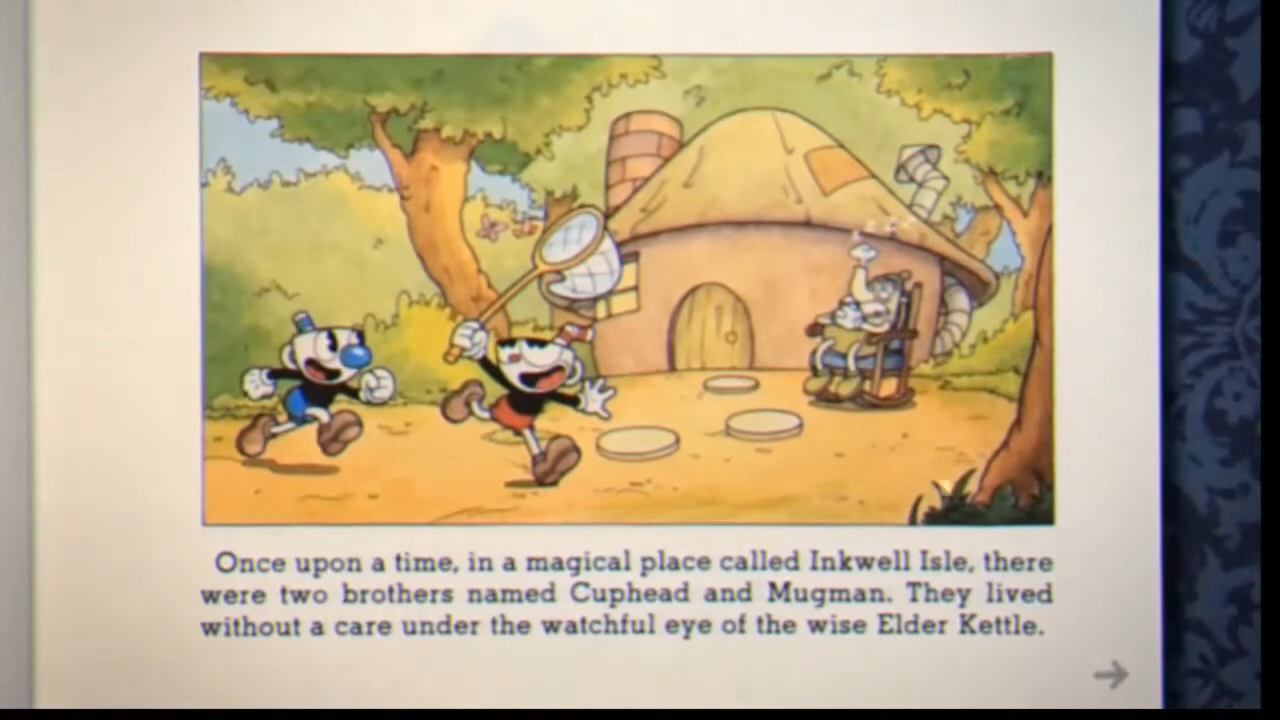 Once upon a time, in a magical place called Inkwell Isle, there
were two brothers named Cuphead and Mugman. They lived
without a care under the watchful eye of the wise Elder Kettle.